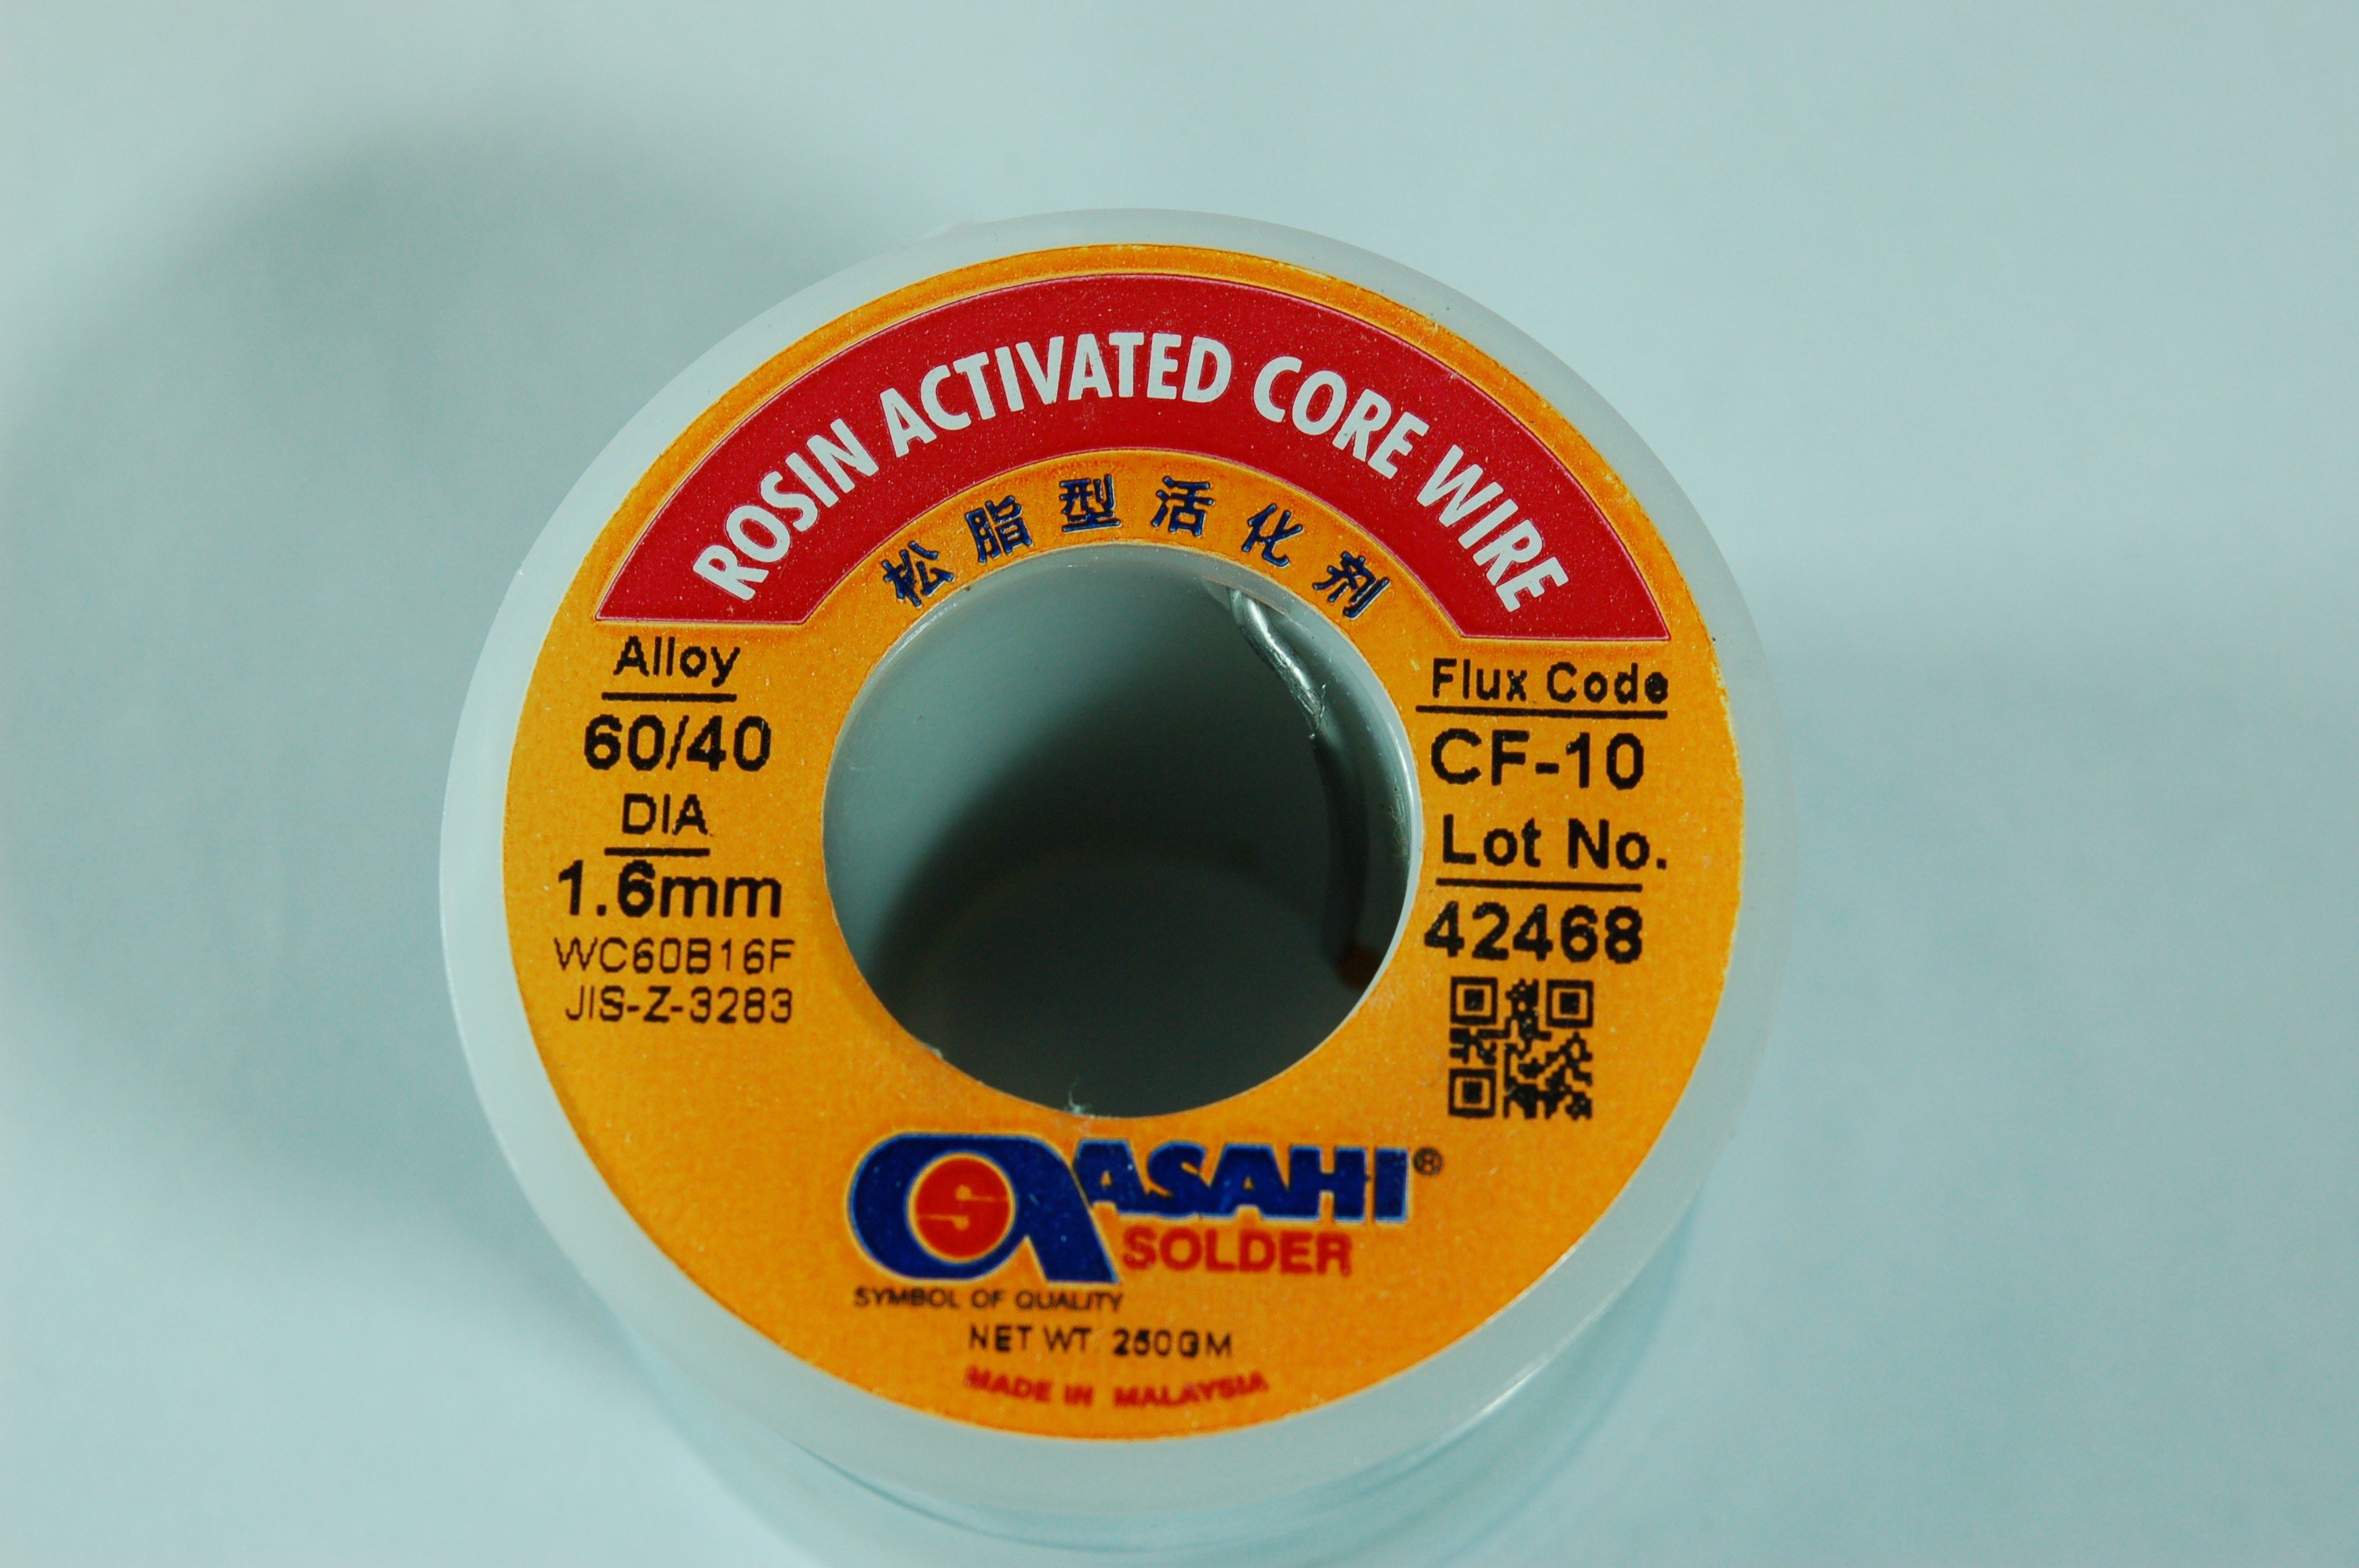 ROSIN ACTIVATED CORE WIRE
松脂型活化剂
Alloy
60/40
DIA
1.6mm
WC60B16F
JIS-Z-3283
Flux Code
CF-10
Lot No.
42468
ASAHI®
SOLDER
SYMBOL OF QUALITY
NET WT. 250GM
MADE IN MALAYSIA